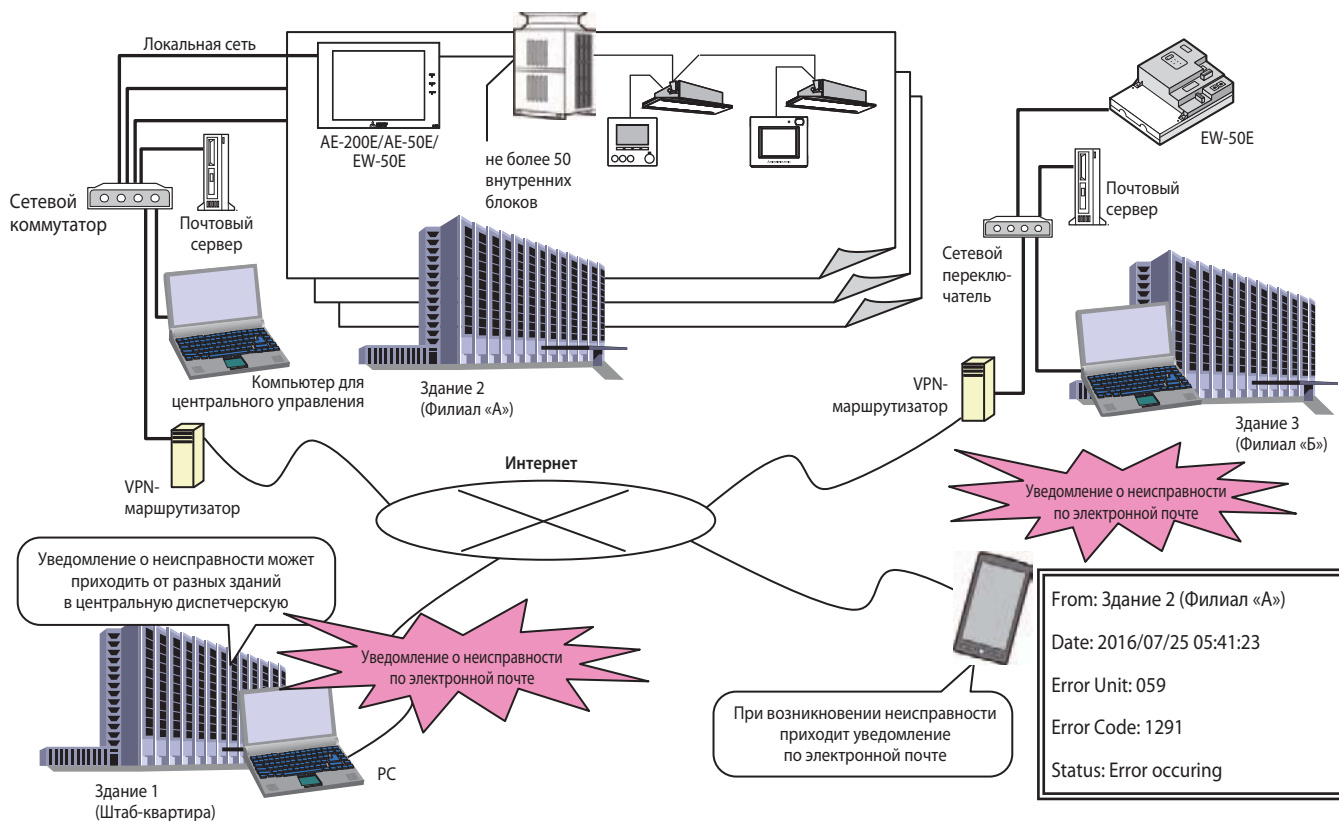 Локальная сеть
AE-200E/AE-50E/
EW-50E
не более 50
внутренних
блоков
EW-50E
Сетевой
коммутатор
Почтовый
сервер
Почтовый
сервер
Сетевой
переклю-
чатель
Компьютер для
центрального управления
Здание 2
(Филиал «А»)
VPN-
маршрутизатор
Здание 3
(Филиал «Б»)
VPN-
маршрутизатор
Интернет
Уведомление о неисправности
по электронной почте
Уведомление о неисправности может
приходить от разных зданий
в центральную диспетчерскую
Уведомление о неисправности
по электронной почте
From: Здание 2 (Филиал «А»)
Date: 2016/07/25 05:41:23
Error Unit: 059
Error Code: 1291
Status: Error occuring
При возникновении неисправности
приходит уведомление
по электронной почте
PC
Здание 1
(Штаб-квартира)